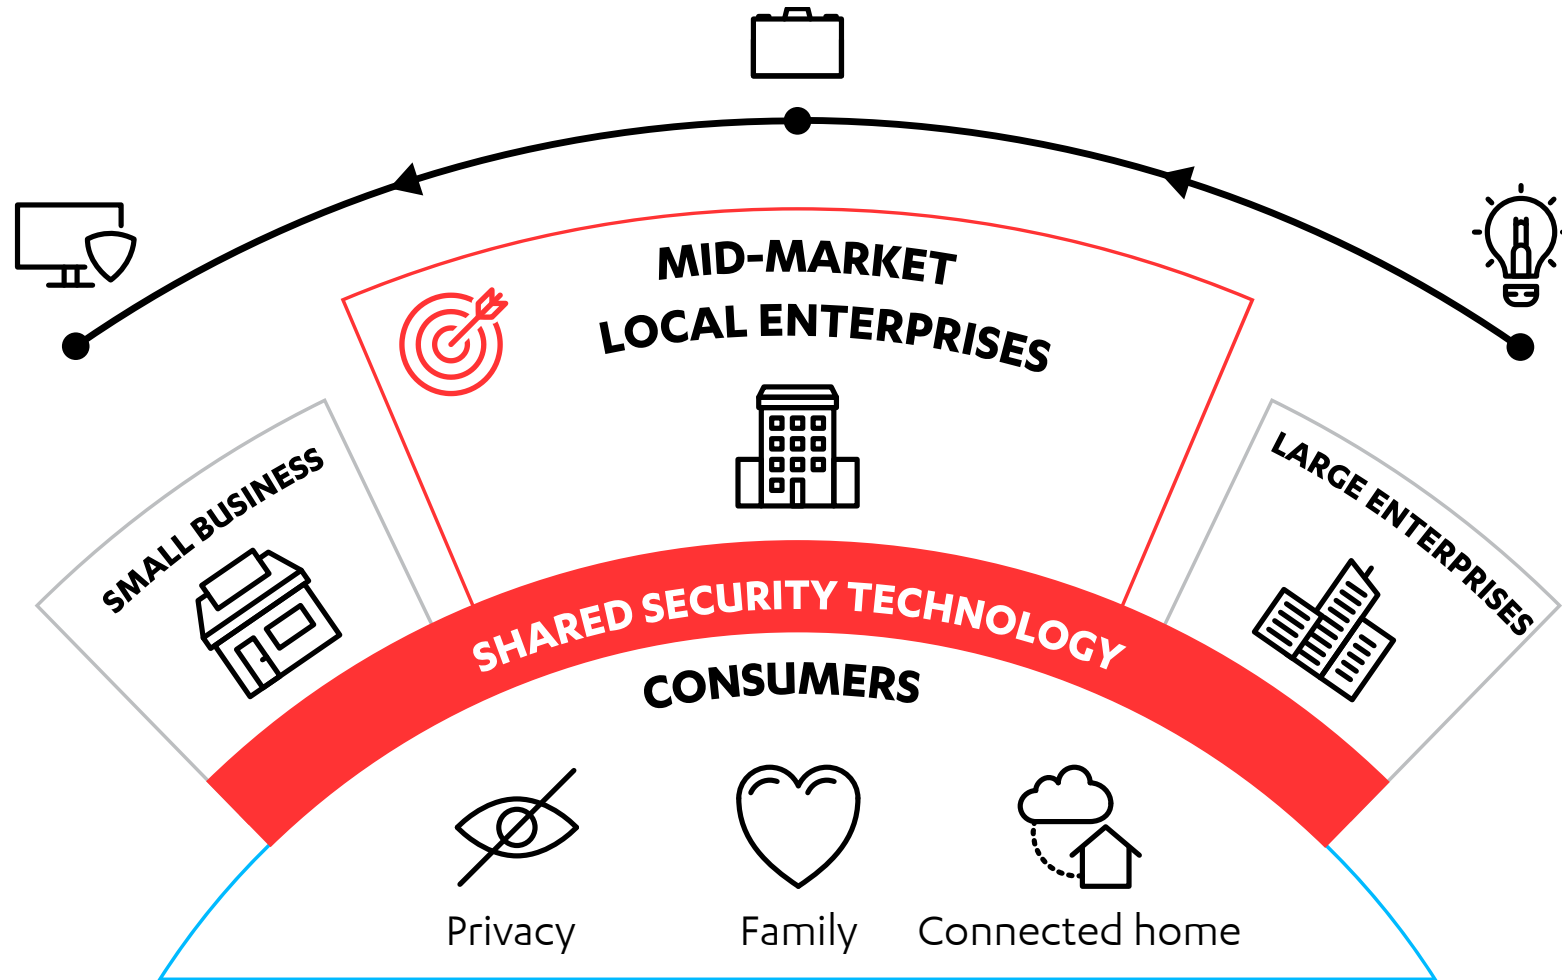 MID-MARKET
LOCAL ENTERPRISES
SMALL BUSINESS
LARGE ENTERPRISES
SHARED SECURITY TECHNOLOGY
CONSUMERS
Privacy
Family
Connected home